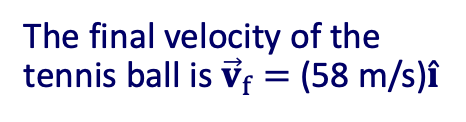 The final velocity of the
tennis ball is v⃗f = (58 m/s)î